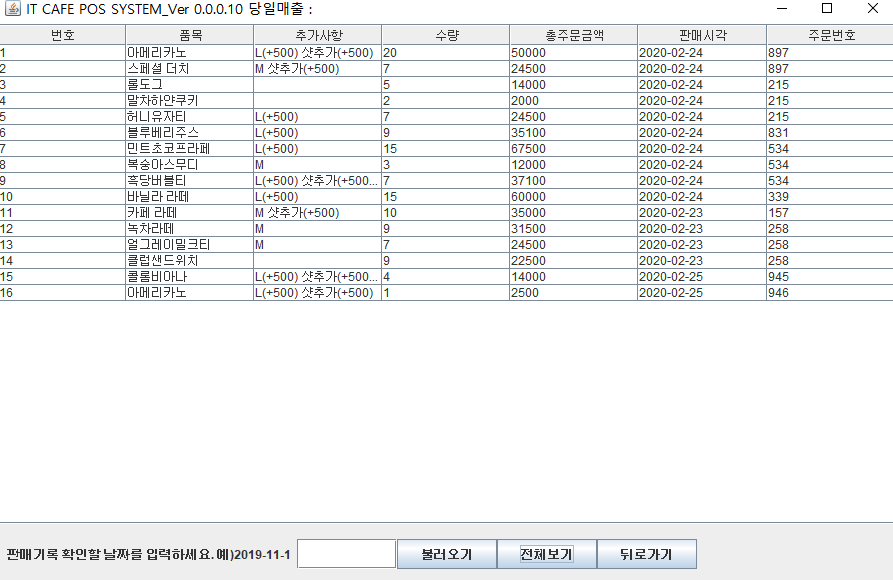 IT CAFE POS SYSTEM_Ver 0.0.0.10 당일매출 :
번호 품목 추가사항 수량 총주문금액 판매시각 주문번호
1 아메리카노 L(+500) 샷추가(+500) 20 50000 2020-02-24 897
2 스페셜 더치 M 샷추가(+500) 7 24500 2020-02-24 897
3 롤도그 5 14000 2020-02-24 215
4 말차하얀쿠키 2 2000 2020-02-24 215
5 허니유자티 L(+500) 7 24500 2020-02-24 215
6 블루베리주스 L(+500) 9 35100 2020-02-24 831
7 민트초코프라페 L(+500) 15 67500 2020-02-24 534
8 복숭아스무디 M 3 12000 2020-02-24 534
9 흑당버블티 L(+500) 샷추가(+500... 7 37100 2020-02-24 534
10 바닐라 라떼 L(+500) 15 60000 2020-02-24 339
11 카페 라떼 M 샷추가(+500) 10 35000 2020-02-23 157
12 녹차라떼 M 9 31500 2020-02-23 258
13 얼그레이밀크티 M 7 24500 2020-02-23 258
14 클럽샌드위치 9 22500 2020-02-23 258
15 콜롬비아나 L(+500) 샷추가(+500... 4 14000 2020-02-25 945
16 아메리카노 L(+500) 샷추가(+500) 1 2500 2020-02-25 946
판매기록 확인할 날짜를 입력하세요. 예)2019-11-1 불러오기 전체보기 뒤로가기